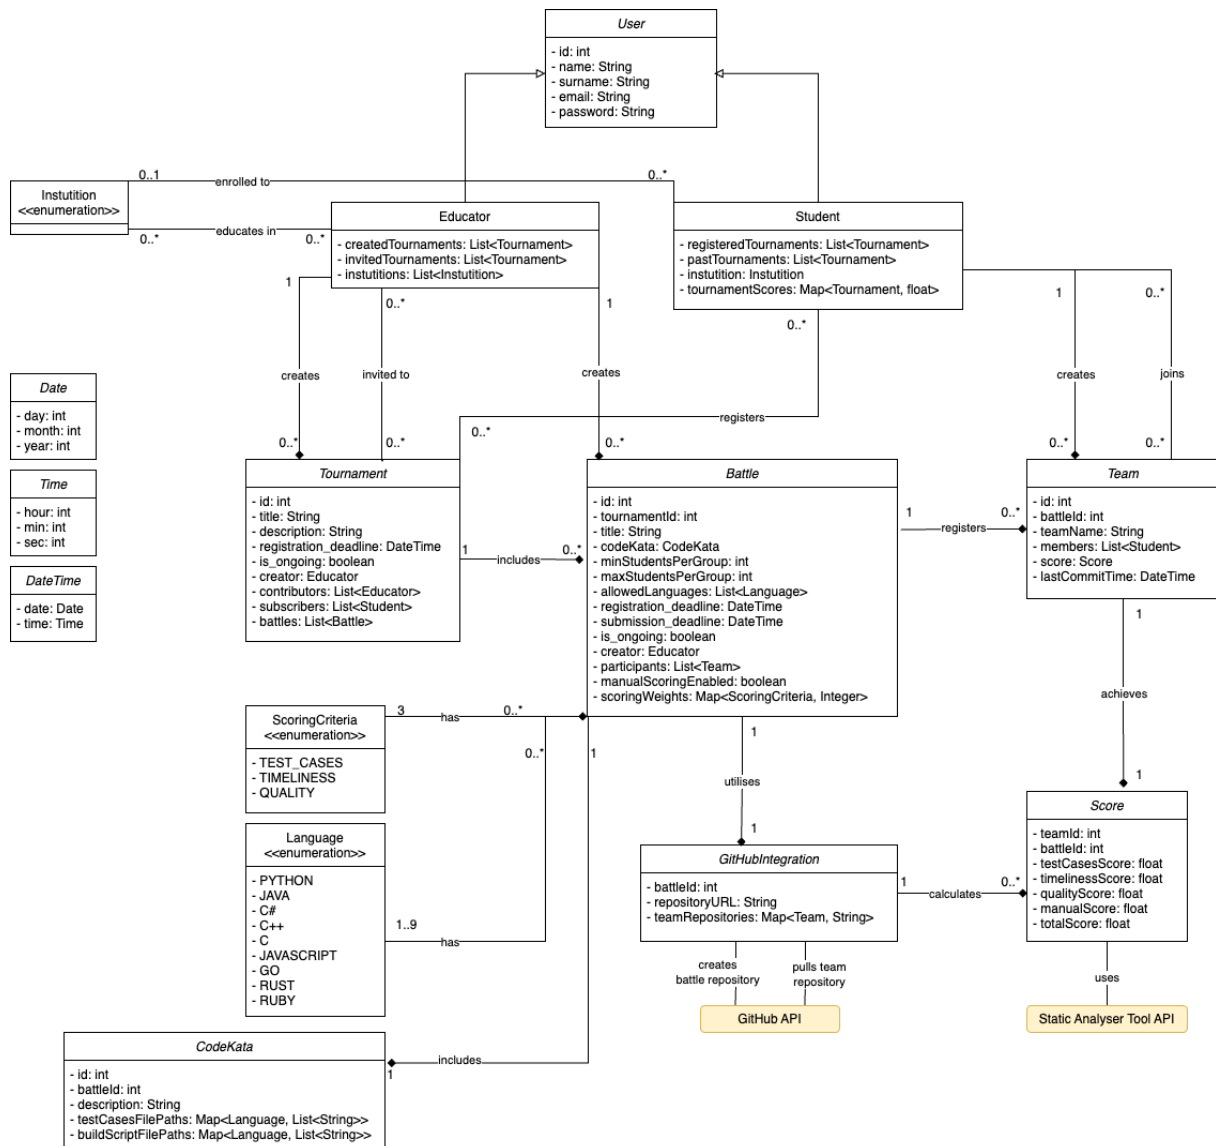 User
- id: int
- name: String
- surname: String
- email: String
- password: String
0..1
enrolled to
0..*
Instutition
<<enumeration>>
0..*
educates in
0..*
Educator
- createdTournaments: List<Tournament>
- invitedTournaments: List<Tournament>
- instutitions: List<Instutition>
Student
- registeredTournaments: List<Tournament>
- pastTournaments: List<Tournament>
- instutition: Instutition
- tournamentScores: Map<Tournament, float>
1
0..*
1
0..*
1
0..*
creates
invited to
creates
creates
joins
registers
0..*
0..*
0..*
0..*
0..*
0..*
Date
- day: int
- month: int
- year: int
Time
- hour: int
- min: int
- sec: int
DateTime
- date: Date
- time: Time
Tournament
- id: int
- title: String
- description: String
- registration_deadline: DateTime
- is_ongoing: boolean
- creator: Educator
- contributors: List<Educator>
- subscribers: List<Student>
- battles: List<Battle>
1
includes
0..*
Battle
- id: int
- tournamentId: int
- title: String
- codeKata: CodeKata
- minStudentsPerGroup: int
- maxStudentsPerGroup: int
- allowedLanguages: List<Language>
- registration_deadline: DateTime
- submission_deadline: DateTime
- is_ongoing: boolean
- creator: Educator
- participants: List<Team>
- manualScoringEnabled: boolean
- scoringWeights: Map<ScoringCriteria, Integer>
1
registers
0..*
Team
- id: int
- battleId: int
- teamName: String
- members: List<Student>
- score: Score
- lastCommitTime: DateTime
1
achieves
1
ScoringCriteria
<<enumeration>>
- TEST_CASES
- TIMELINESS
- QUALITY
3
has
0..*
0..*
1
1
utilises
1
Language
<<enumeration>>
- PYTHON
- JAVA
- C#
- C++
- C
- JAVASCRIPT
- GO
- RUST
- RUBY
1..9
has
GitHubIntegration
- battleId: int
- repositoryURL: String
- teamRepositories: Map<Team, String>
1
calculates
0..*
Score
- teamId: int
- battleId: int
- testCasesScore: float
- timelinessScore: float
- qualityScore: float
- manualScore: float
- totalScore: float
creates
battle repository
pulls team
repository
uses
GitHub API
Static Analyser Tool API
CodeKata
- id: int
- battleId: int
- description: String
- testCasesFilePaths: Map<Language, List<String>>
- buildScriptFilePaths: Map<Language, List<String>>
includes
1